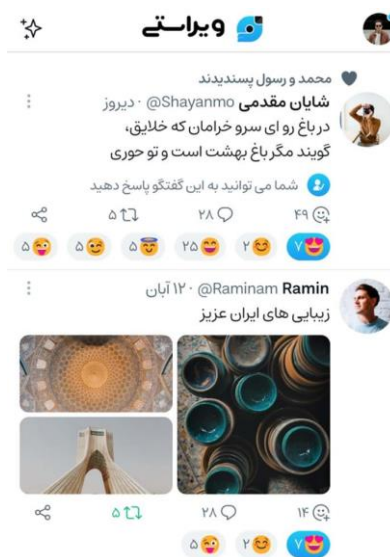 ویراستی
محمد و رسول پسندیدند
شایان مقدمی @Shayanmo · دیروز
در باغ رو ای سرو خرامان که خلایق،
گویند مگر باغ بهشت است و تو حوری
شما می توانید به این گفتگو پاسخ دهید
۴۹ ۲۸ ۵
۷ ۲ ۲۵ ۵ ۵ ۵
Ramin @Raminam · ۱۲ آبان
زیبایی های ایران عزیز
۱۴ ۲۸ ۵
۷ ۲ ۵